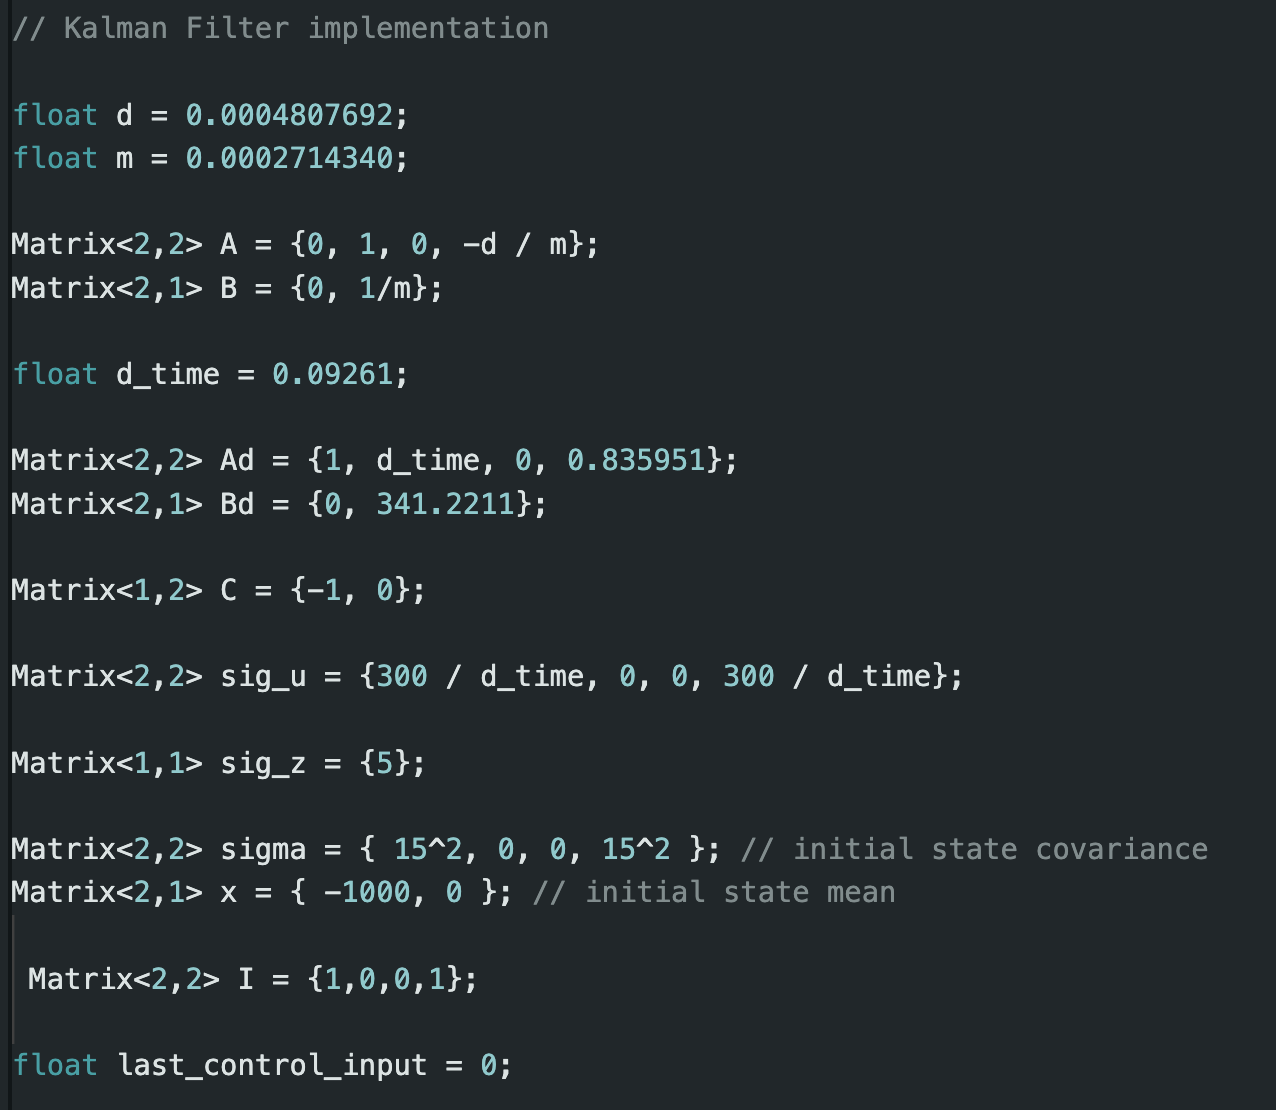 // Kalman Filter implementation
float d = 0.0004807692;
float m = 0.0002714340;
Matrix<2,2> A = {0, 1, 0, -d / m};
Matrix<2,1> B = {0, 1/m};
float d_time = 0.09261;
Matrix<2,2> Ad = {1, d_time, 0, 0.835951};
Matrix<2,1> Bd = {0, 341.2211};
Matrix<1,2> C = {-1, 0};
Matrix<2,2> sig_u = {300 / d_time, 0, 0, 300 / d_time};
Matrix<1,1> sig_z = {5};
Matrix<2,2> sigma = { 15^2, 0, 0, 15^2 }; // initial state covariance
Matrix<2,1> x = { -1000, 0 }; // initial state mean
Matrix<2,2> I = {1,0,0,1};
float last_control_input = 0;